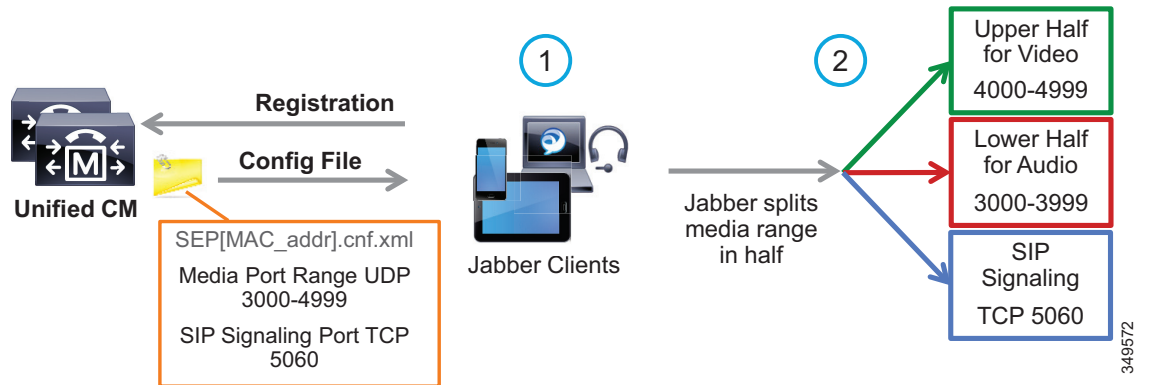 Registration
Config File
M
Unified CM
SEP[MAC_addr].cnf.xml
Media Port Range UDP
3000-4999
SIP Signaling Port TCP
5060
1
Jabber Clients
Jabber splits
media range
in half
2
Upper Half
for Video
4000-4999
Lower Half
for Audio
3000-3999
SIP
Signaling
TCP 5060
349572